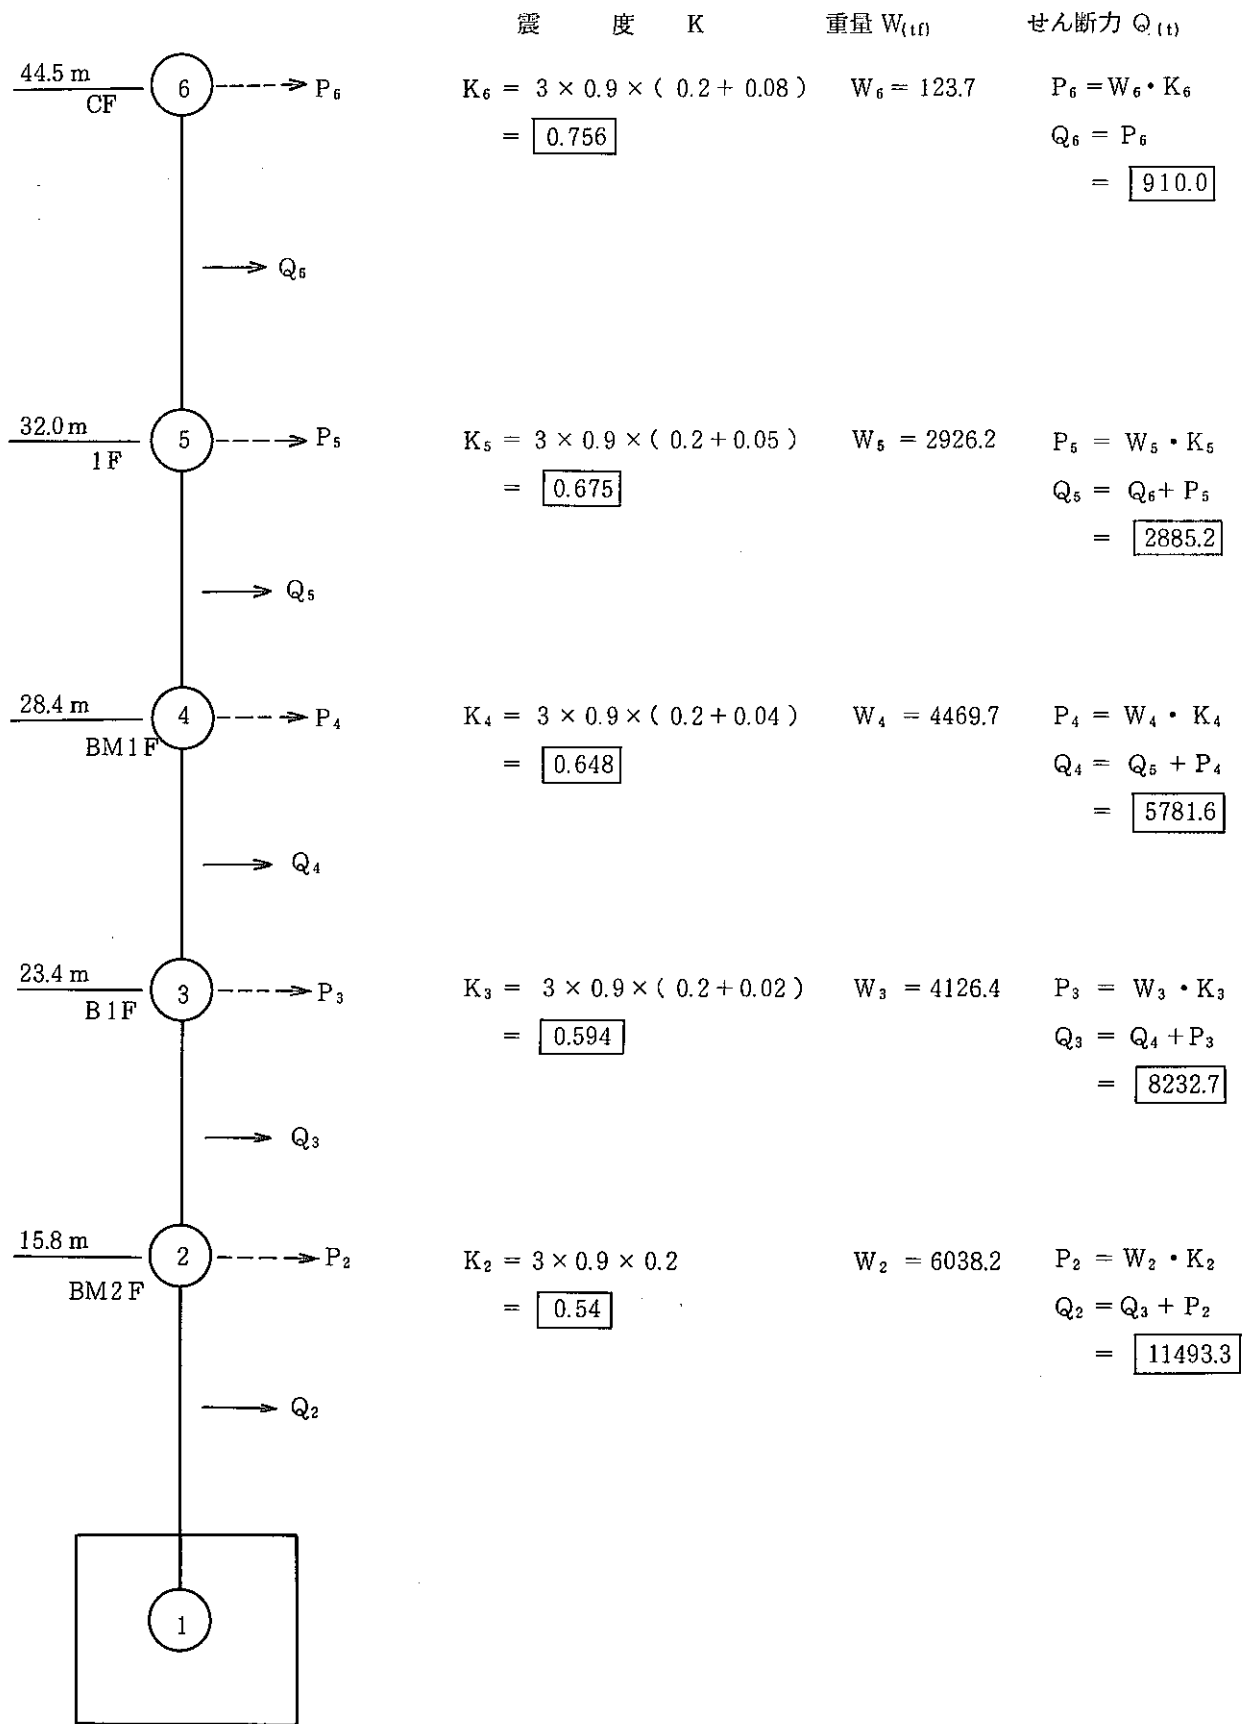 震 度 K 重量 W(tf) せん断力 Q(t)
44.5 m 6 P₆ K₆ = 3 × 0.9 × ( 0.2 + 0.08 ) W₆ = 123.7 P₆ = W₆・K₆
CF = 0.756 Q₆ = P₆
= 910.0
Q₆
32.0 m 5 P₅ K₅ = 3 × 0.9 × ( 0.2 + 0.05 ) W₅ = 2926.2 P₅ = W₅・K₅
1F = 0.675 Q₅ = Q₆ + P₅
= 2885.2
Q₅
28.4 m 4 P₄ K₄ = 3 × 0.9 × ( 0.2 + 0.04 ) W₄ = 4469.7 P₄ = W₄・K₄
BM1F = 0.648 Q₄ = Q₅ + P₄
= 5781.6
Q₄
23.4 m 3 P₃ K₃ = 3 × 0.9 × ( 0.2 + 0.02 ) W₃ = 4126.4 P₃ = W₃・K₃
B1F = 0.594 Q₃ = Q₄ + P₃
= 8232.7
Q₃
15.8 m 2 P₂ K₂ = 3 × 0.9 × 0.2 W₂ = 6038.2 P₂ = W₂・K₂
BM2F = 0.54 Q₂ = Q₃ + P₂
= 11493.3
Q₂
1